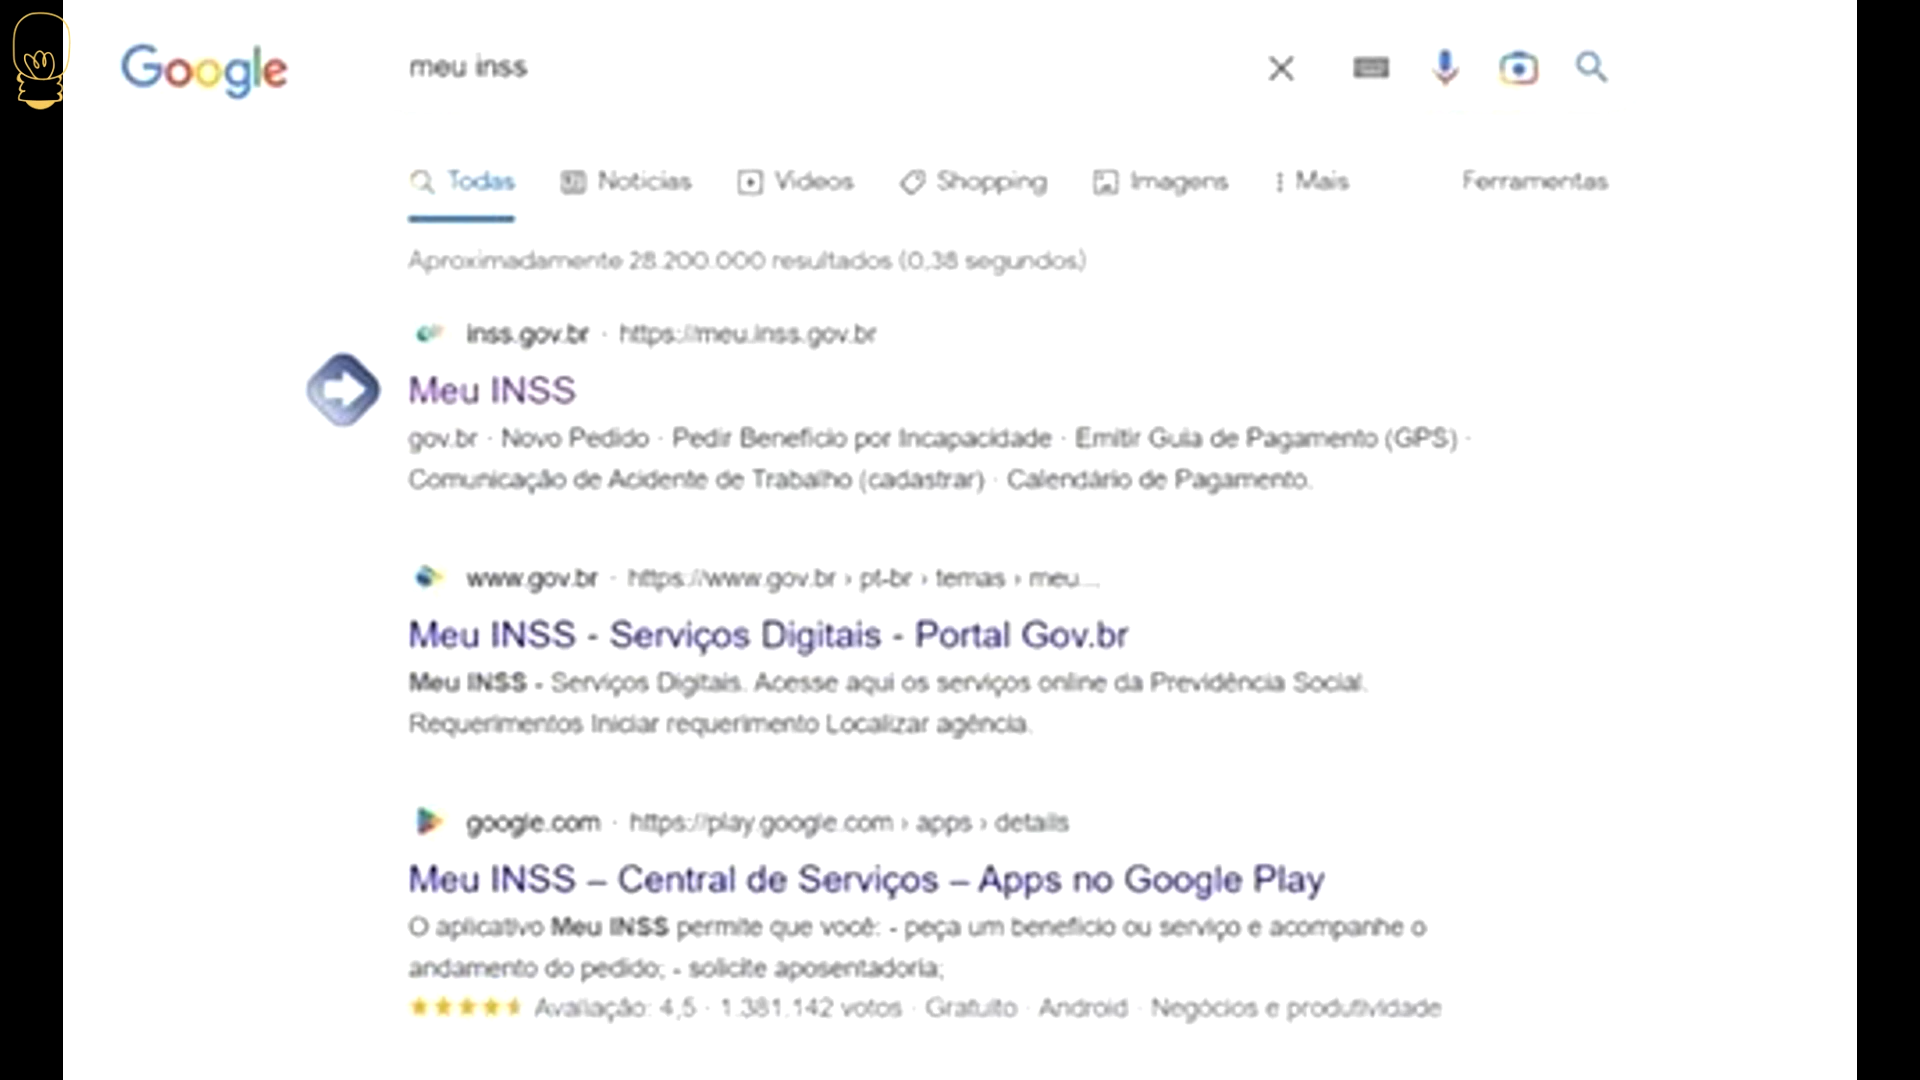 Google
meu inss
Todas Notícias Vídeos Shopping Imagens Mais Ferramentas
Aproximadamente 28.200.000 resultados (0,38 segundos)
inss.gov.br · https://meu.inss.gov.br
Meu INSS
gov.br · Novo Pedido · Pedir Benefício por Incapacidade · Emitir Guia de Pagamento (GPS) ·
Comunicação de Acidente de Trabalho (cadastrar) · Calendário de Pagamento.
www.gov.br · https://www.gov.br › pt-br › temas › meu...
Meu INSS - Serviços Digitais - Portal Gov.br
Meu INSS - Serviços Digitais. Acesse aqui os serviços online da Previdência Social.
Requerimentos Iniciar requerimento Localizar agência.
google.com · https://play.google.com › apps › details
Meu INSS – Central de Serviços – Apps no Google Play
O aplicativo Meu INSS permite que você: - peça um benefício ou serviço e acompanhe o
andamento do pedido; - solicite aposentadoria;
Avaliação: 4,5 · 1.381.142 votos · Gratuito · Android · Negócios e produtividade